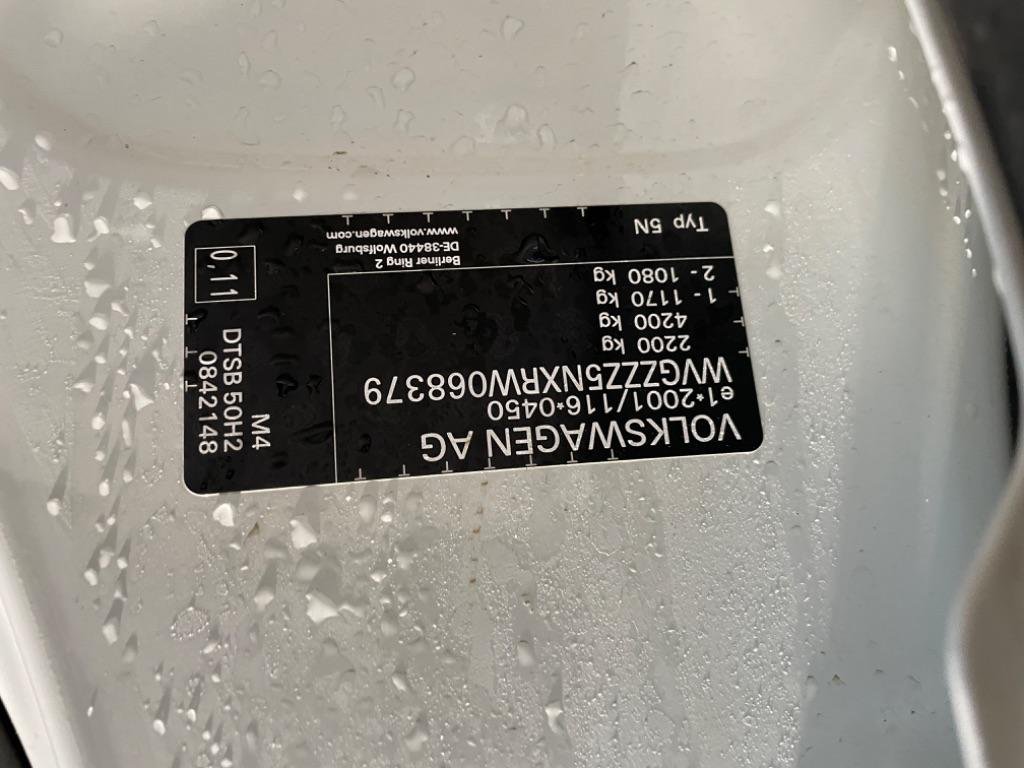 VOLKSWAGEN AG
e1*2001/116*0450
WVGZZZ5NXRW068379
2200 kg
4200 kg
1 - 1170 kg
2 - 1080 kg
Typ 5N
Berliner Ring 2
DE-38440 Wolfsburg
www.volkswagen.com
M4
DTSB 50H2
0842148
0,11